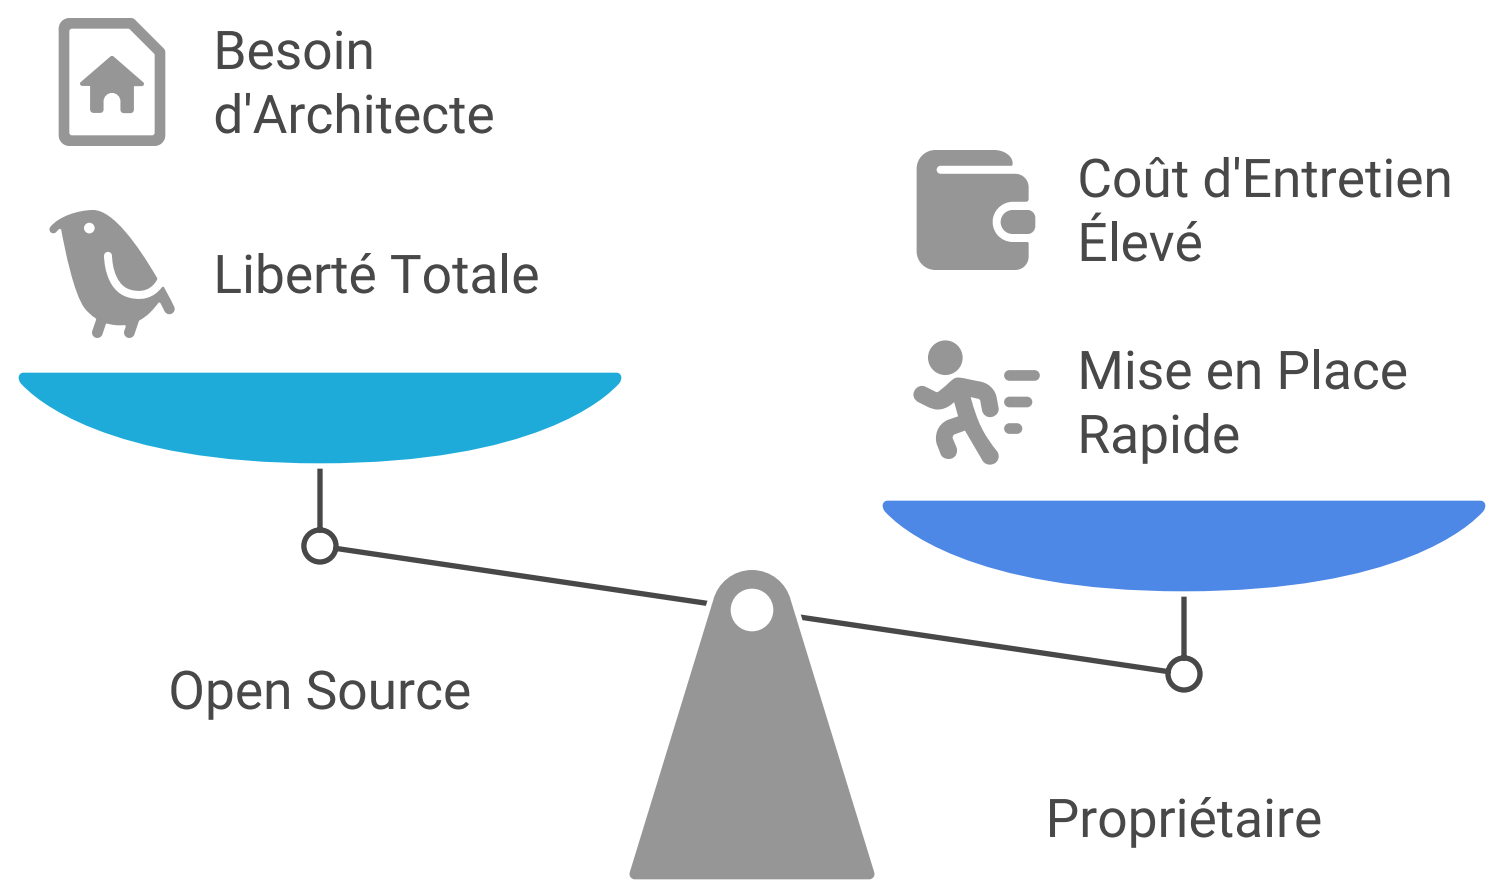 Besoin
d'Architecte
Liberté Totale
Coût d'Entretien
Élevé
Mise en Place
Rapide
Open Source
Propriétaire